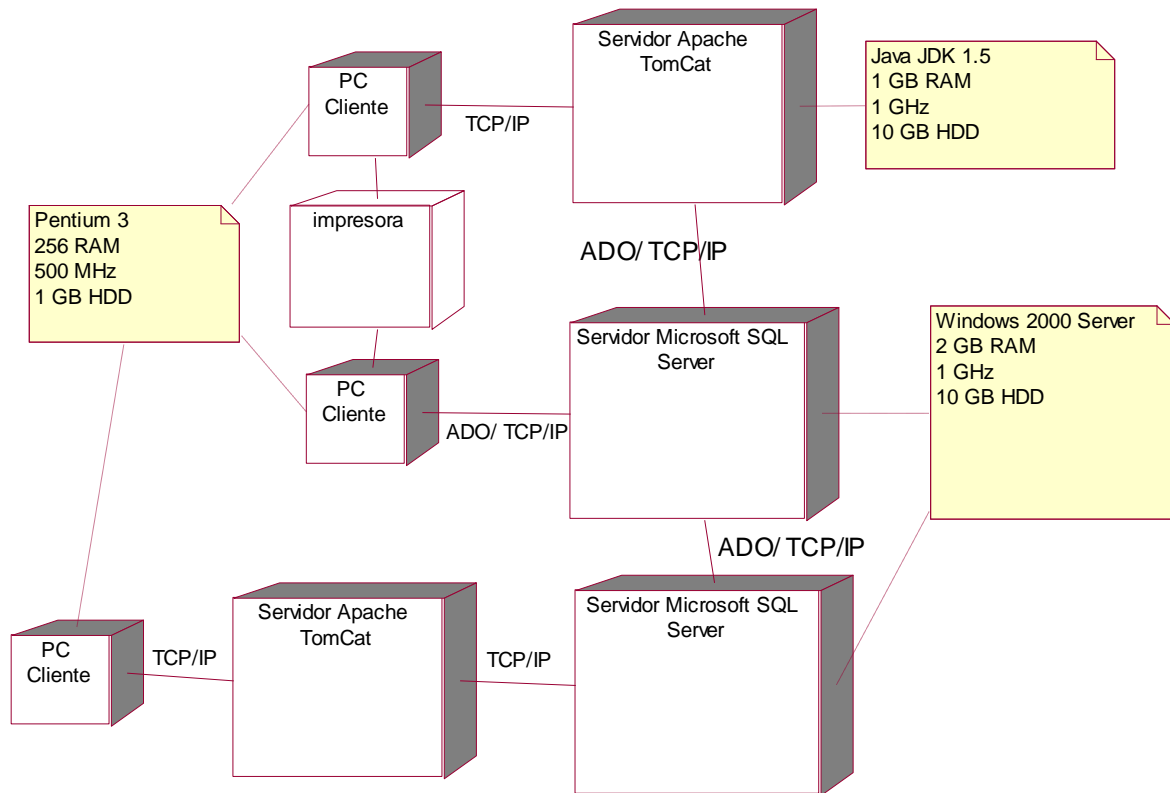 Servidor Apache
TomCat
Java JDK 1.5
1 GB RAM
1 GHz
10 GB HDD
PC
Cliente
TCP/IP
Pentium 3
256 RAM
500 MHz
1 GB HDD
impresora
ADO/ TCP/IP
Servidor Microsoft SQL
Server
Windows 2000 Server
2 GB RAM
1 GHz
10 GB HDD
PC
Cliente
ADO/ TCP/IP
ADO/ TCP/IP
PC
Cliente
TCP/IP
Servidor Apache
TomCat
TCP/IP
Servidor Microsoft SQL
Server